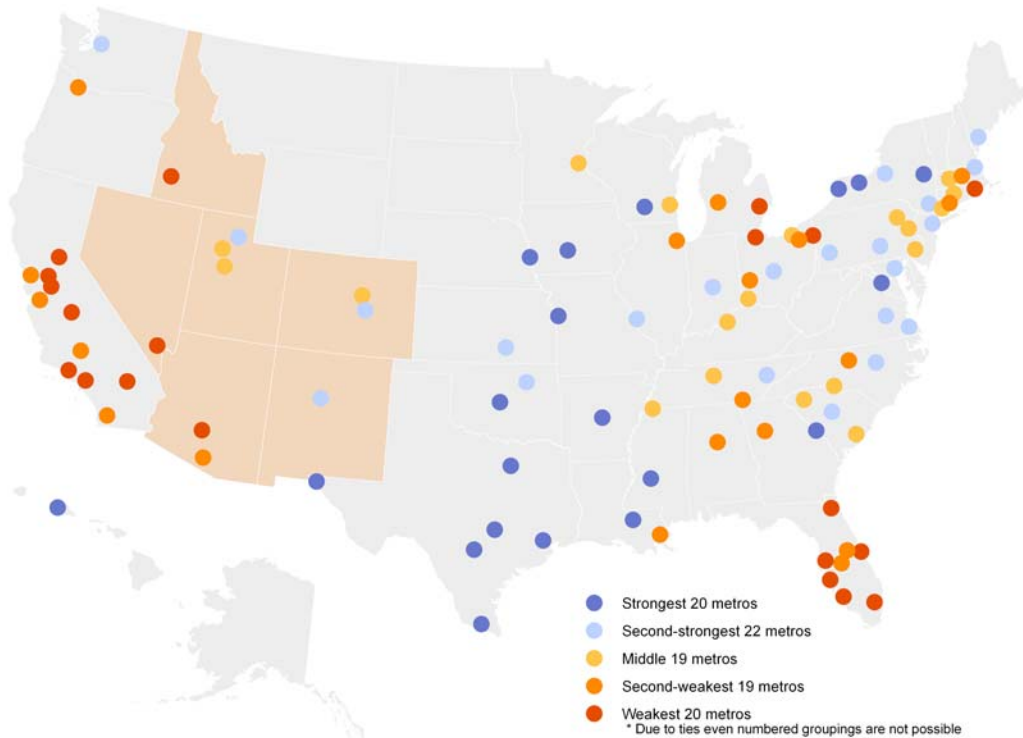 Strongest 20 metros
Second-strongest 22 metros
Middle 19 metros
Second-weakest 19 metros
Weakest 20 metros
* Due to ties even numbered groupings are not possible